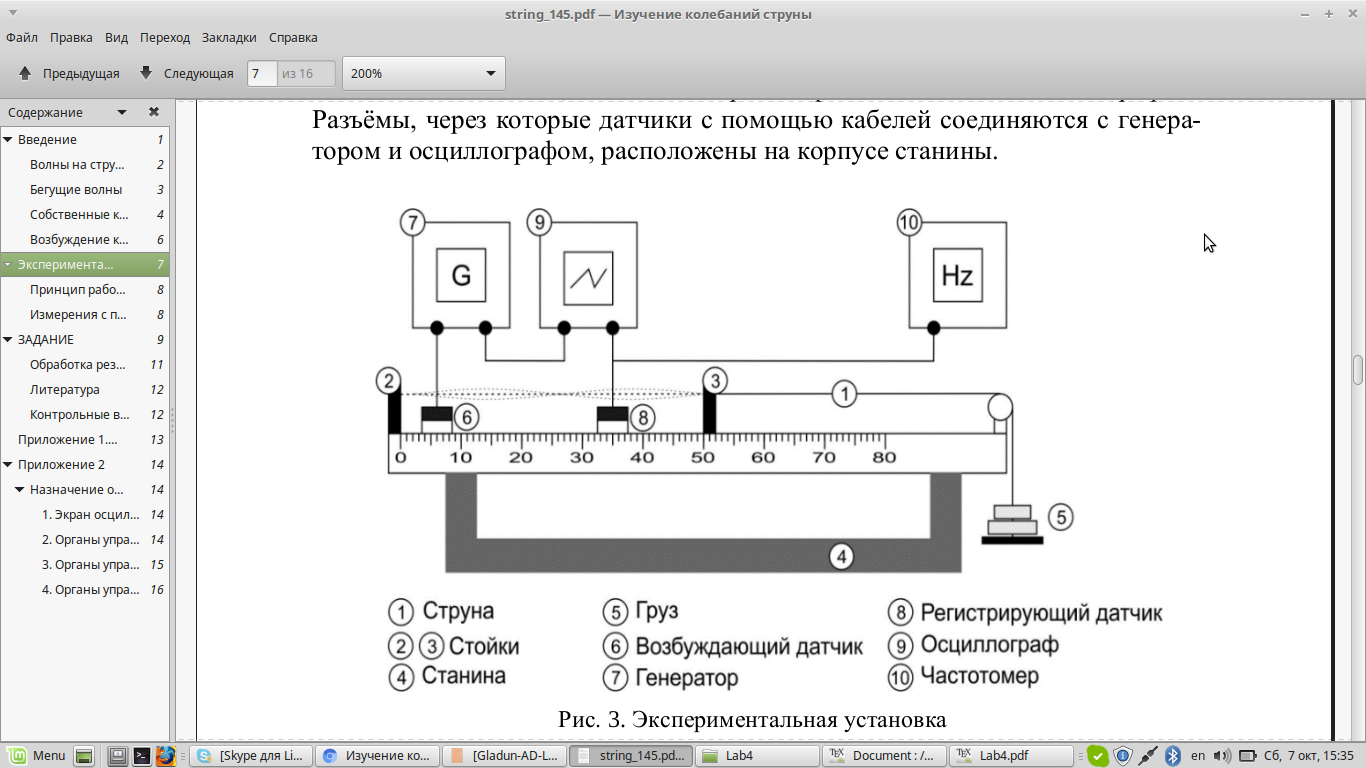 string_145.pdf — Изучение колебаний струны
Файл Правка Вид Переход Закладки Справка
Предыдущая Следующая 7 из 16 200%
Содержание
Введение 1
Волны на стру... 2
Бегущие волны 3
Собственные к... 4
Возбуждение к... 6
Эксперимента... 7
Принцип рабо... 8
Измерения с п... 8
ЗАДАНИЕ 9
Обработка рез... 11
Литература 12
Контрольные в... 12
Приложение 1.... 13
Приложение 2 14
Назначение о... 14
1. Экран осцил... 14
2. Органы упра... 14
3. Органы упра... 15
4. Органы упра... 16
Разъёмы, через которые датчики с помощью кабелей соединяются с генера-
тором и осциллографом, расположены на корпусе станины.
7 9 10
G Hz
2 3 1
6 8
0 10 20 30 40 50 60 70 80
5
4
1 Струна
2 3 Стойки
4 Станина
5 Груз
6 Возбуждающий датчик
7 Генератор
8 Регистрирующий датчик
9 Осциллограф
10 Частотомер
Рис. 3. Экспериментальная установка
Menu [Skype для Li... Изучение ко... [Gladun-AD-L... string_145.pd... Lab4 Document : /... Lab4.pdf en Сб, 7 окт, 15:35